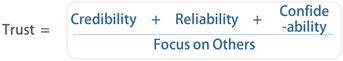 Trust = Credibility + Reliability + Confide
-ability
Focus on Others